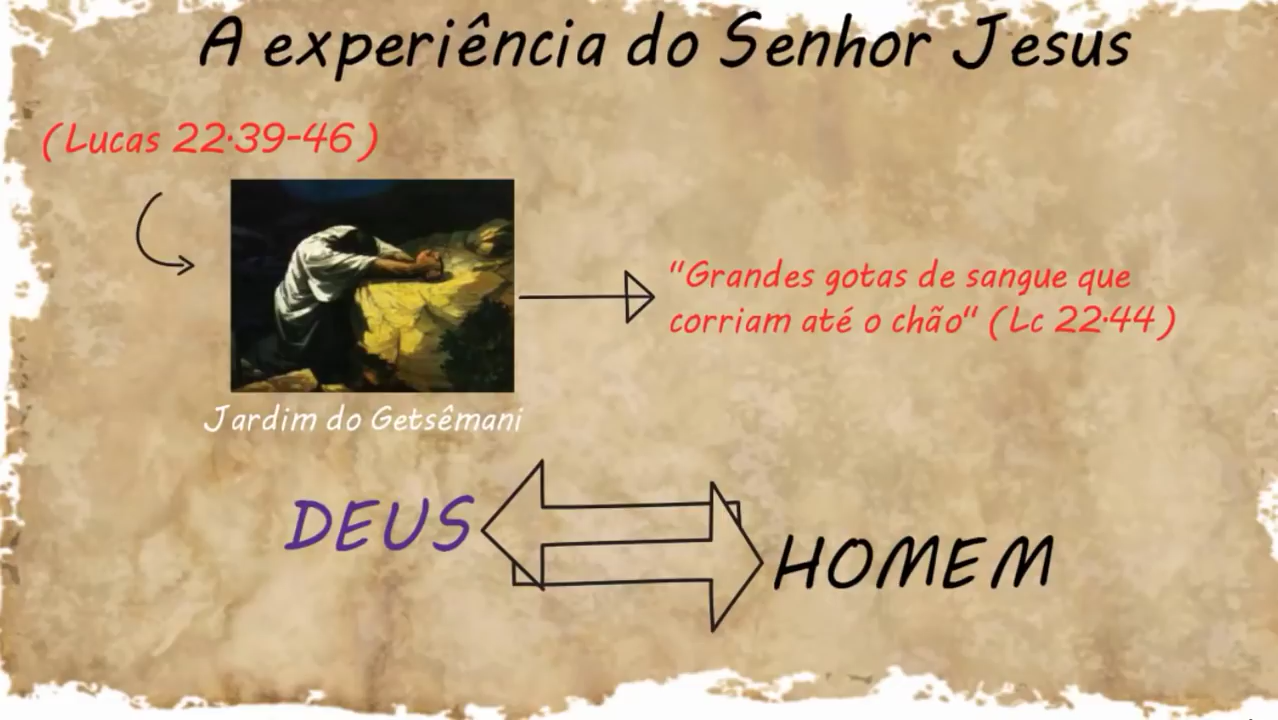 A experiência do Senhor Jesus
(Lucas 22:39-46)
"Grandes gotas de sangue que
corriam até o chão" (Lc 22:44)
Jardim do Getsêmani
DEUS
HOMEM